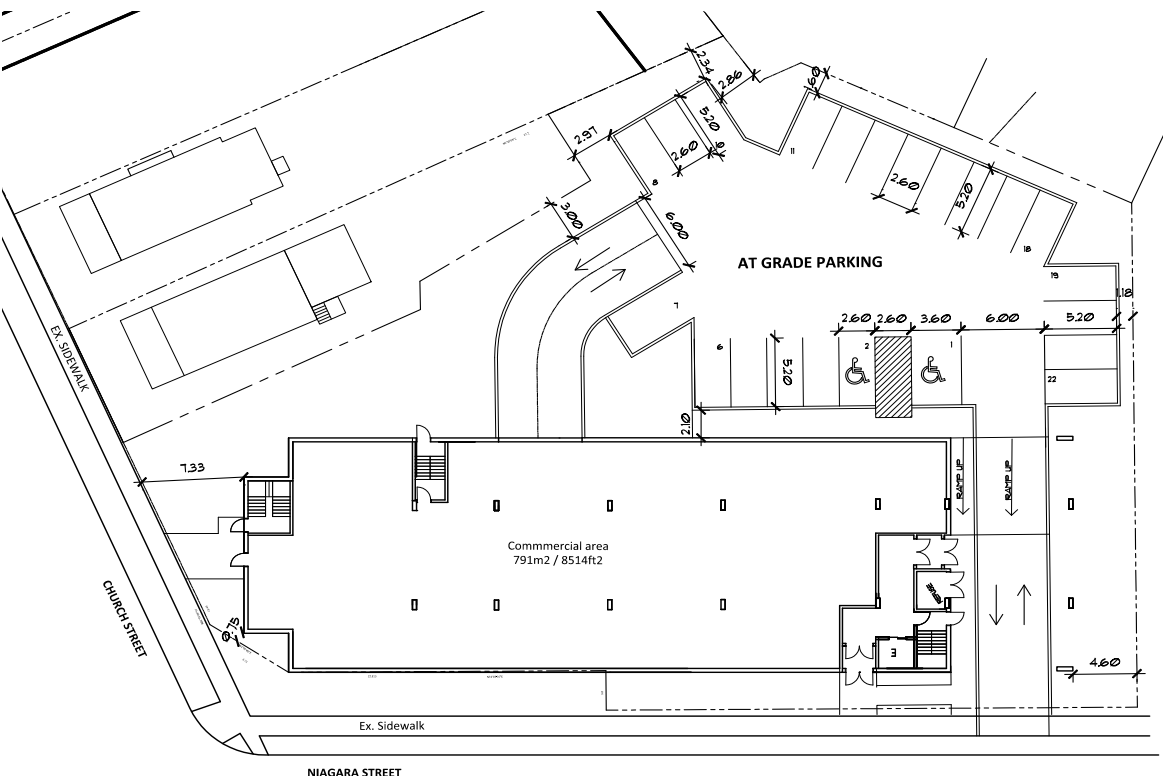 2.34
2.86
.60
5.20
2.97
2.60
6
11
8
2.60
5.20
3.00
6.00
18
AT GRADE PARKING
19
7
1.18
2.60
2.60
3.60
6.00
5.20
6
2
1
EX. SIDEWALK
5.20
22
2.10
7.33
RAMP UP
RAMP UP
Commmercial area
791m2 / 8514ft2
REFUSE
CHURCH STREET
0.75
E
4.60
Ex. Sidewalk
NIAGARA STREET